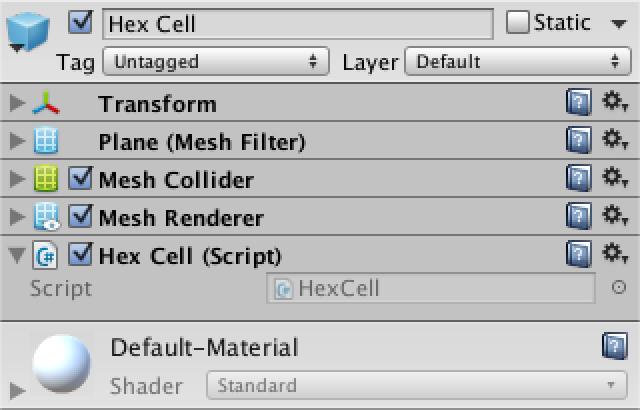 Hex Cell Static
Tag Untagged Layer Default
Transform ?
Plane (Mesh Filter) ?
Mesh Collider ?
Mesh Renderer ?
C# Hex Cell (Script) ?
Script C# HexCell
Default-Material ?
Shader Standard